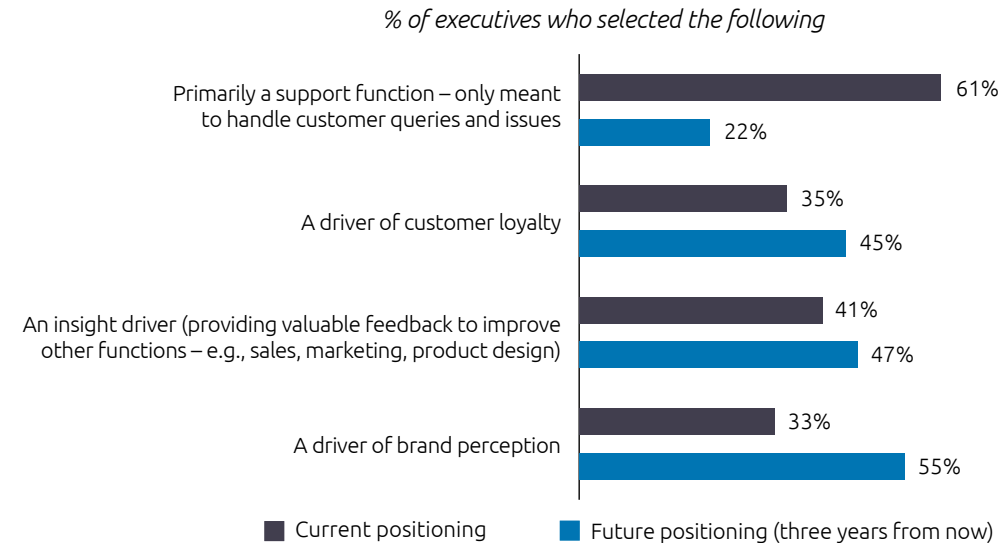 % of executives who selected the following
Primarily a support function – only meant
to handle customer queries and issues
61%
22%
A driver of customer loyalty
35%
45%
An insight driver (providing valuable feedback to improve
other functions – e.g., sales, marketing, product design)
41%
47%
A driver of brand perception
33%
55%
Current positioning
Future positioning (three years from now)